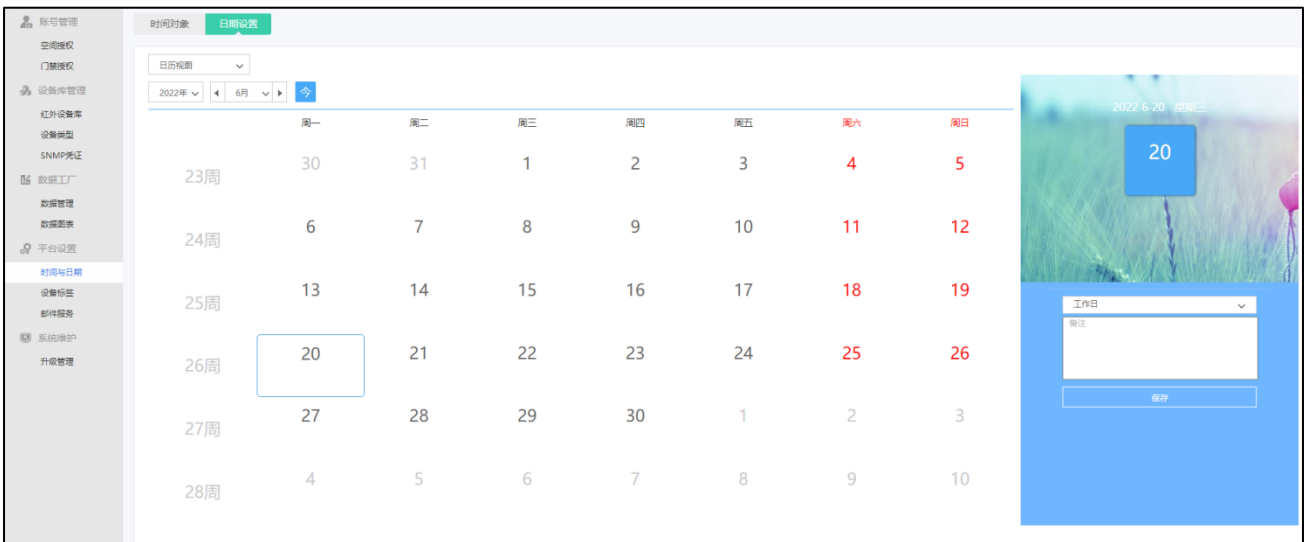 账号管理
空间授权
门禁授权
设备库管理
红外设备库
设备类型
SNMP凭证
数据工厂
数据管理
数据图表
平台设置
时间与日期
设备标签
邮件服务
系统维护
升级管理
时间对象 日期设置
日历视图
2022年 6月 今
周一 周二 周三 周四 周五 周六 周日
23周 30 31 1 2 3 4 5
24周 6 7 8 9 10 11 12
25周 13 14 15 16 17 18 19
26周 20 21 22 23 24 25 26
27周 27 28 29 30 1 2 3
28周 4 5 6 7 8 9 10
2022-6-20 星期三
20
工作日
备注
保存